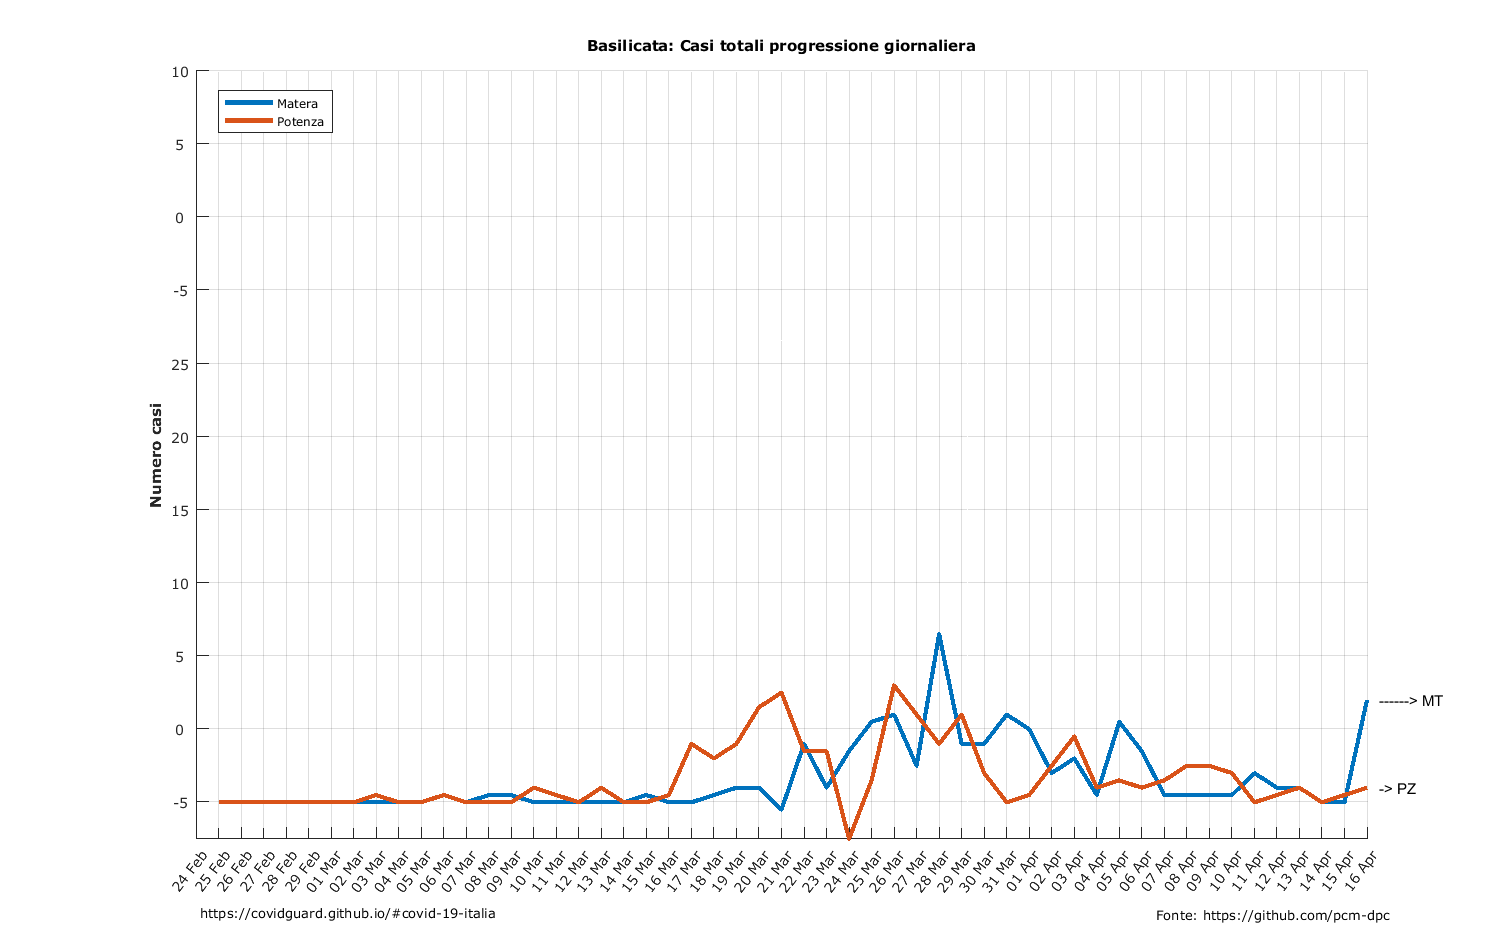 Basilicata: Casi totali progressione giornaliera
10
5
0
-5
25
20
15
10
5
0
-5
Numero casi
Matera
Potenza
------> MT
-> PZ
24 Feb
25 Feb
26 Feb
27 Feb
28 Feb
29 Feb
01 Mar
02 Mar
03 Mar
04 Mar
05 Mar
06 Mar
07 Mar
08 Mar
09 Mar
10 Mar
11 Mar
12 Mar
13 Mar
14 Mar
15 Mar
16 Mar
17 Mar
18 Mar
19 Mar
20 Mar
21 Mar
22 Mar
23 Mar
24 Mar
25 Mar
26 Mar
27 Mar
28 Mar
29 Mar
30 Mar
31 Mar
01 Apr
02 Apr
03 Apr
04 Apr
05 Apr
06 Apr
07 Apr
08 Apr
09 Apr
10 Apr
11 Apr
12 Apr
13 Apr
14 Apr
15 Apr
16 Apr
https://covidguard.github.io/#covid-19-italia
Fonte: https://github.com/pcm-dpc